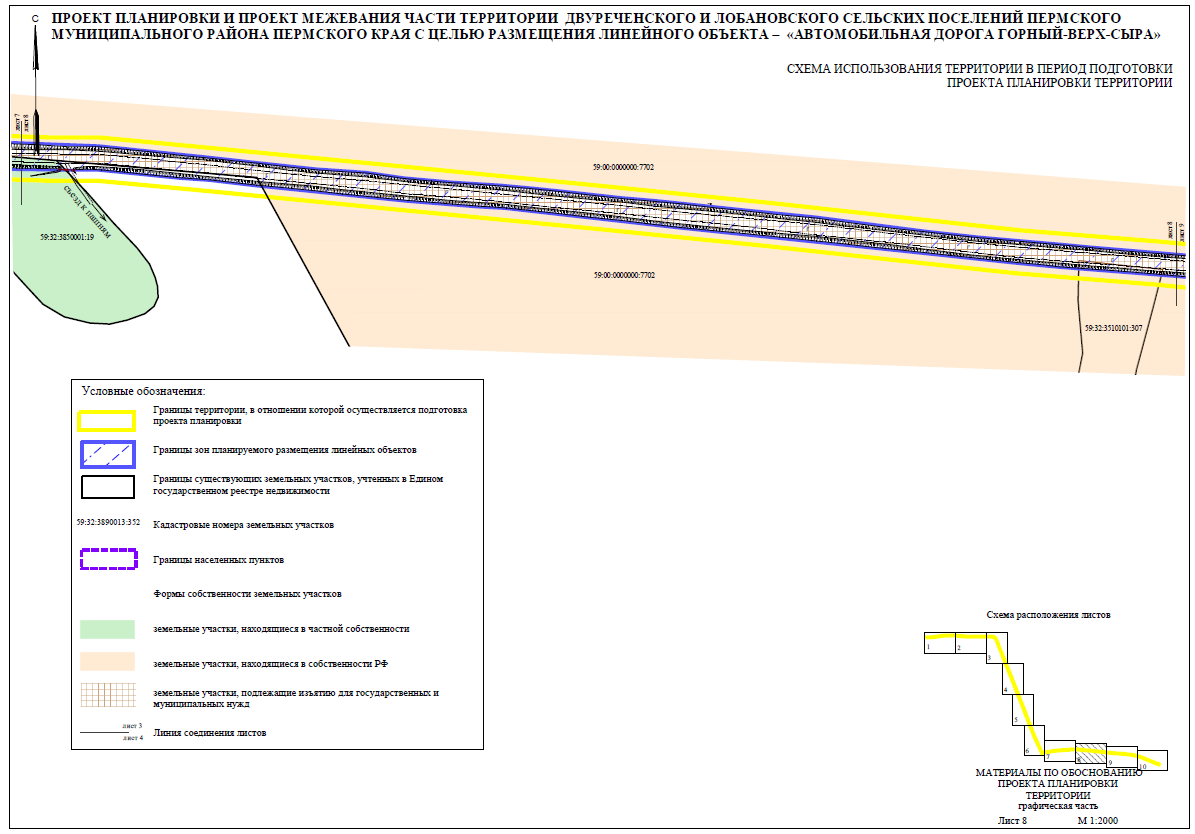 С
ПРОЕКТ ПЛАНИРОВКИ И ПРОЕКТ МЕЖЕВАНИЯ ЧАСТИ ТЕРРИТОРИИ ДВУРЕЧЕНСКОГО И ЛОБАНОВСКОГО СЕЛЬСКИХ ПОСЕЛЕНИЙ ПЕРМСКОГО
МУНИЦИПАЛЬНОГО РАЙОНА ПЕРМСКОГО КРАЯ С ЦЕЛЬЮ РАЗМЕЩЕНИЯ ЛИНЕЙНОГО ОБЪЕКТА – «АВТОМОБИЛЬНАЯ ДОРОГА ГОРНЫЙ-ВЕРХ-СЫРА»
СХЕМА ИСПОЛЬЗОВАНИЯ ТЕРРИТОРИИ В ПЕРИОД ПОДГОТОВКИ
ПРОЕКТА ПЛАНИРОВКИ ТЕРРИТОРИИ
лист 7
лист 8
59:00:0000000:7702
съезд к пашням
59:32:3850001:19
лист 8
лист 9
59:00:0000000:7702
59:32:3510101:307
Условные обозначения:
Границы территории, в отношении которой осуществляется подготовка
проекта планировки
Границы зон планируемого размещения линейных объектов
Границы существующих земельных участков, учтенных в Едином
государственном реестре недвижимости
59:32:3890013:352
Кадастровые номера земельных участков
Границы населенных пунктов
Формы собственности земельных участков
земельные участки, находящиеся в частной собственности
земельные участки, находящиеся в собственности РФ
земельные участки, подлежащие изъятию для государственных и
муниципальных нужд
лист 3
лист 4
Линия соединения листов
Схема расположения листов
1
2
3
4
5
6
7
8
9
10
МАТЕРИАЛЫ ПО ОБОСНОВАНИЮ
ПРОЕКТА ПЛАНИРОВКИ
ТЕРРИТОРИИ
графическая часть
Лист 8
М 1:2000